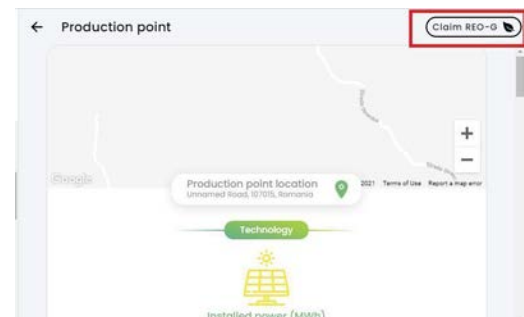 ← Production point
Claim REO-G
Google
Production point location
Unnamed Road, 107015, Romania
2021 Terms of Use Report a map error
+
−
Technology
Installed power (MWh)